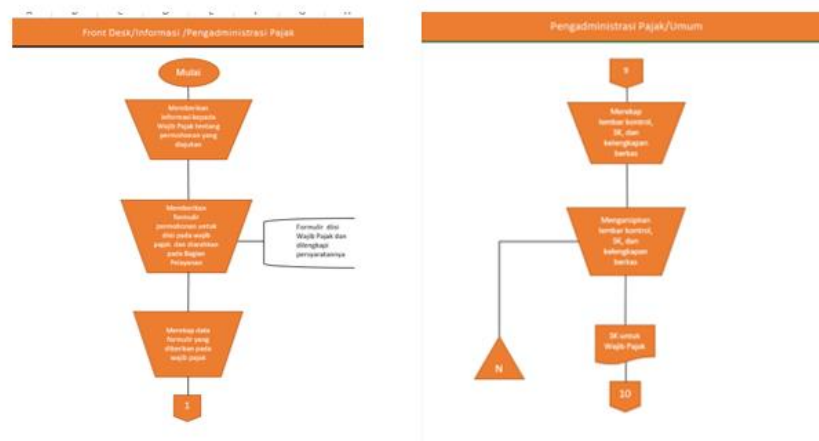 Front Desk/Informasi /Pengadministrasi Pajak
Mulai
Memberikan
informasi kepada
Wajib Pajak tentang
permohonan yang
diajukan
Memberikan
formulir
permohonan untuk
diisi pada wajib
pajak dan diarahkan
pada Bagian
Pelayanan
Formulir diisi
Wajib Pajak dan
dilengkapi
persyaratannya
Merekap data
formulir yang
diberikan pada
wajib pajak
1
Pengadministrasi Pajak/Umum
9
Merekap
lembar kontrol,
SK, dan
kelengkapan
berkas
Mengarsipkan
lembar kontrol,
SK, dan
kelengkapan
berkas
N
SK untuk
Wajib Pajak
10